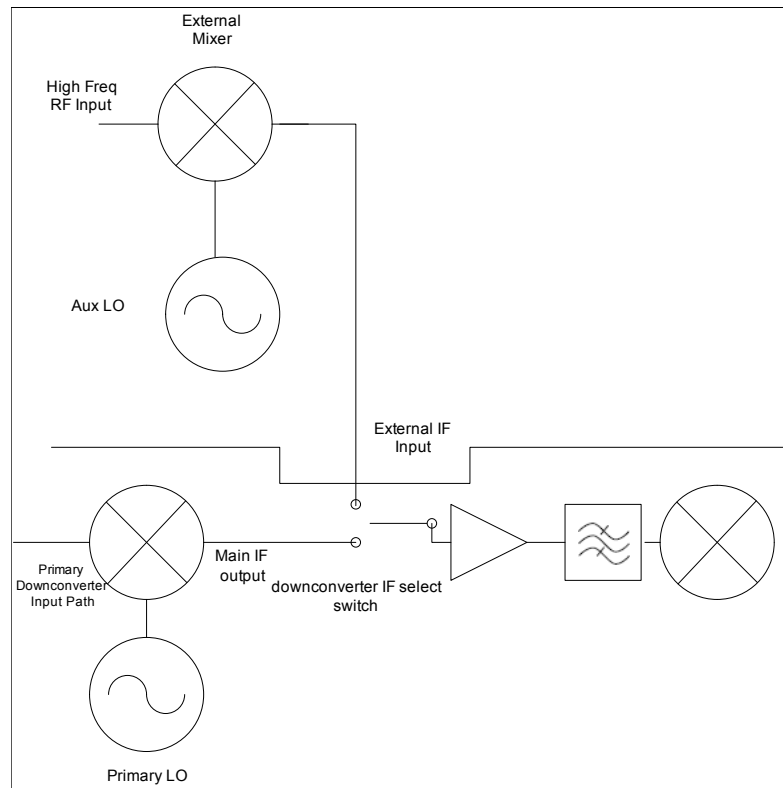 External
Mixer
High Freq
RF Input
Aux LO
External IF
Input
Primary
Downconverter
Input Path
Main IF
output
downconverter IF select
switch
Primary LO